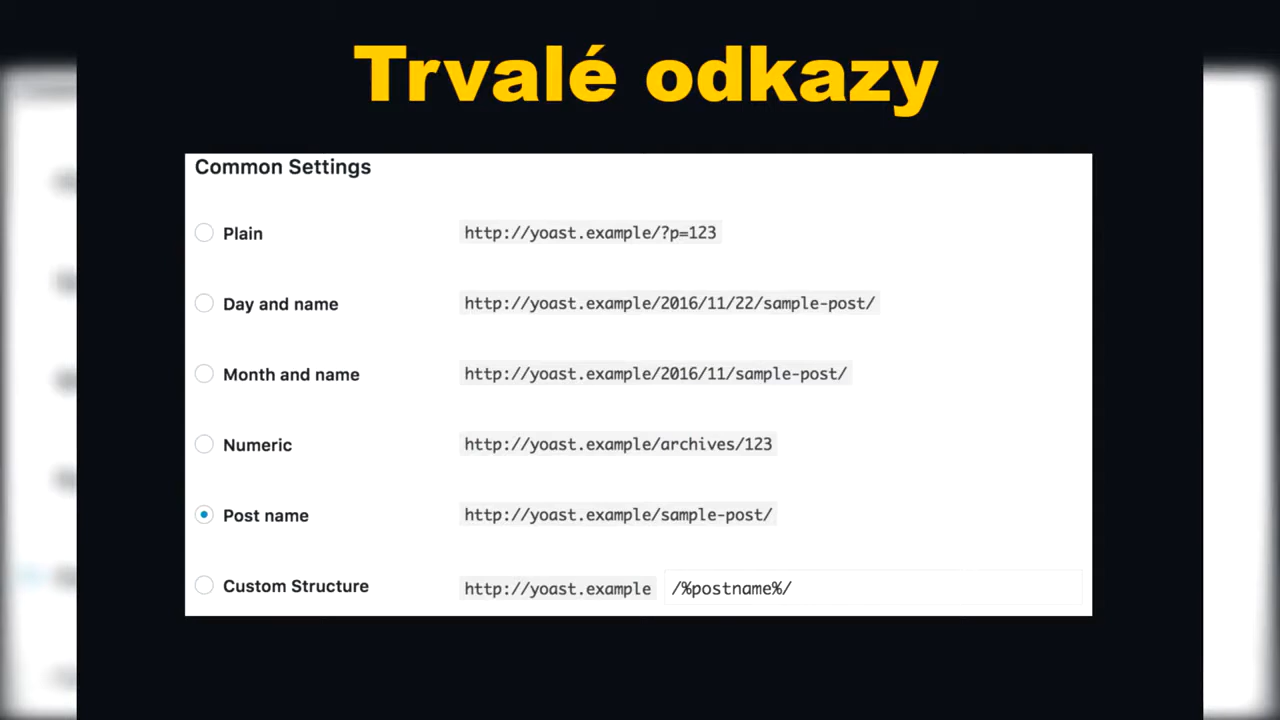 Trvalé odkazy
Common Settings
Plain http://yoast.example/?p=123
Day and name http://yoast.example/2016/11/22/sample-post/
Month and name http://yoast.example/2016/11/sample-post/
Numeric http://yoast.example/archives/123
Post name http://yoast.example/sample-post/
Custom Structure http://yoast.example /%postname%/